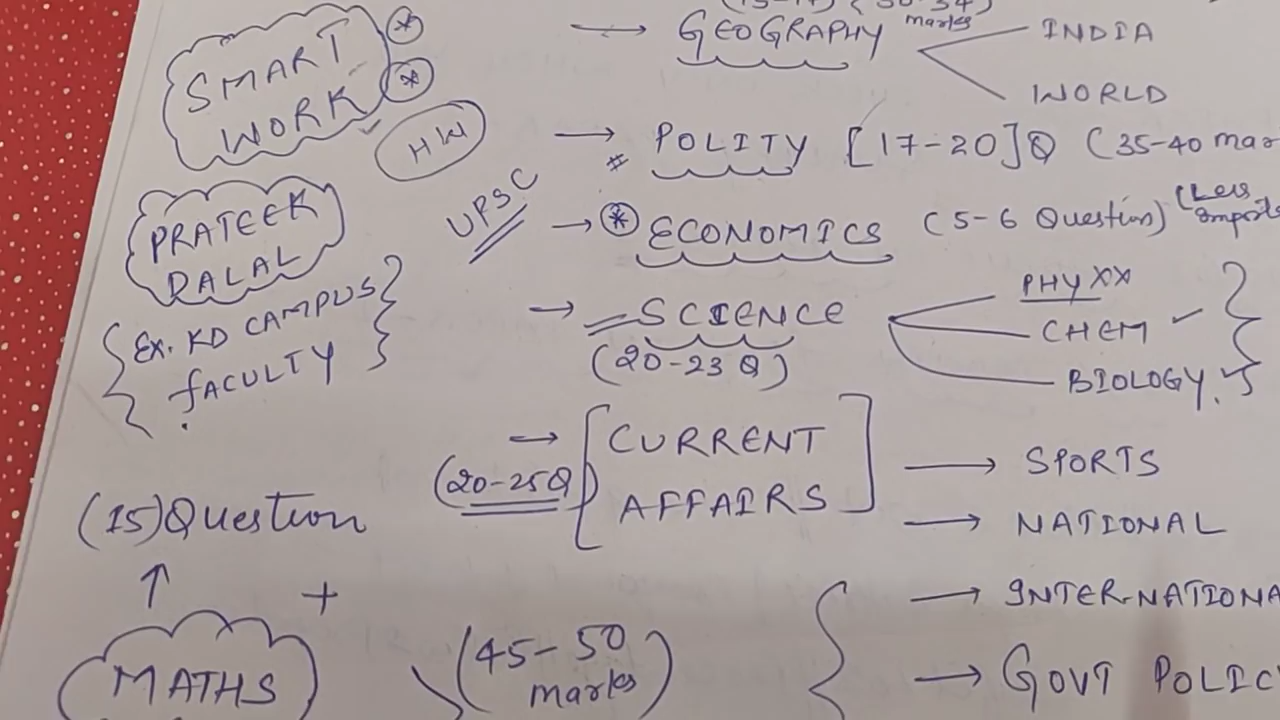 SMART
WORK
HW
PRATEEK
DALAL
Ex. KD CAMPUS
FACULTY
UPSC
(15) Question
↑
MATHS
+
(45-50
marks)
→ GEOGRAPHY marks
INDIA
WORLD
→ # POLITY [17-20]Q (35-40 mar
→ * ECONOMICS (5-6 Question) (Less
→ SCIENCE
(20-23 Q)
PHY XX
CHEM ✓
BIOLOGY
→ [CURRENT
AFFAIRS]
(20-25Q)
→ SPORTS
→ NATIONAL
→ INTERNATIONA
→ GOVT POLIC